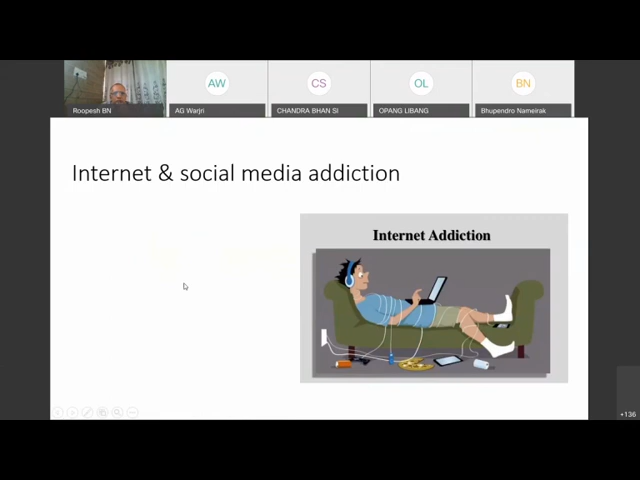 AW
CS
OL
BN
Roopesh BN
AG Warjri
CHANDRA BHAN SI
OPANG LIBANG
Bhupendro Nameirak
Internet & social media addiction
Internet Addiction
+136